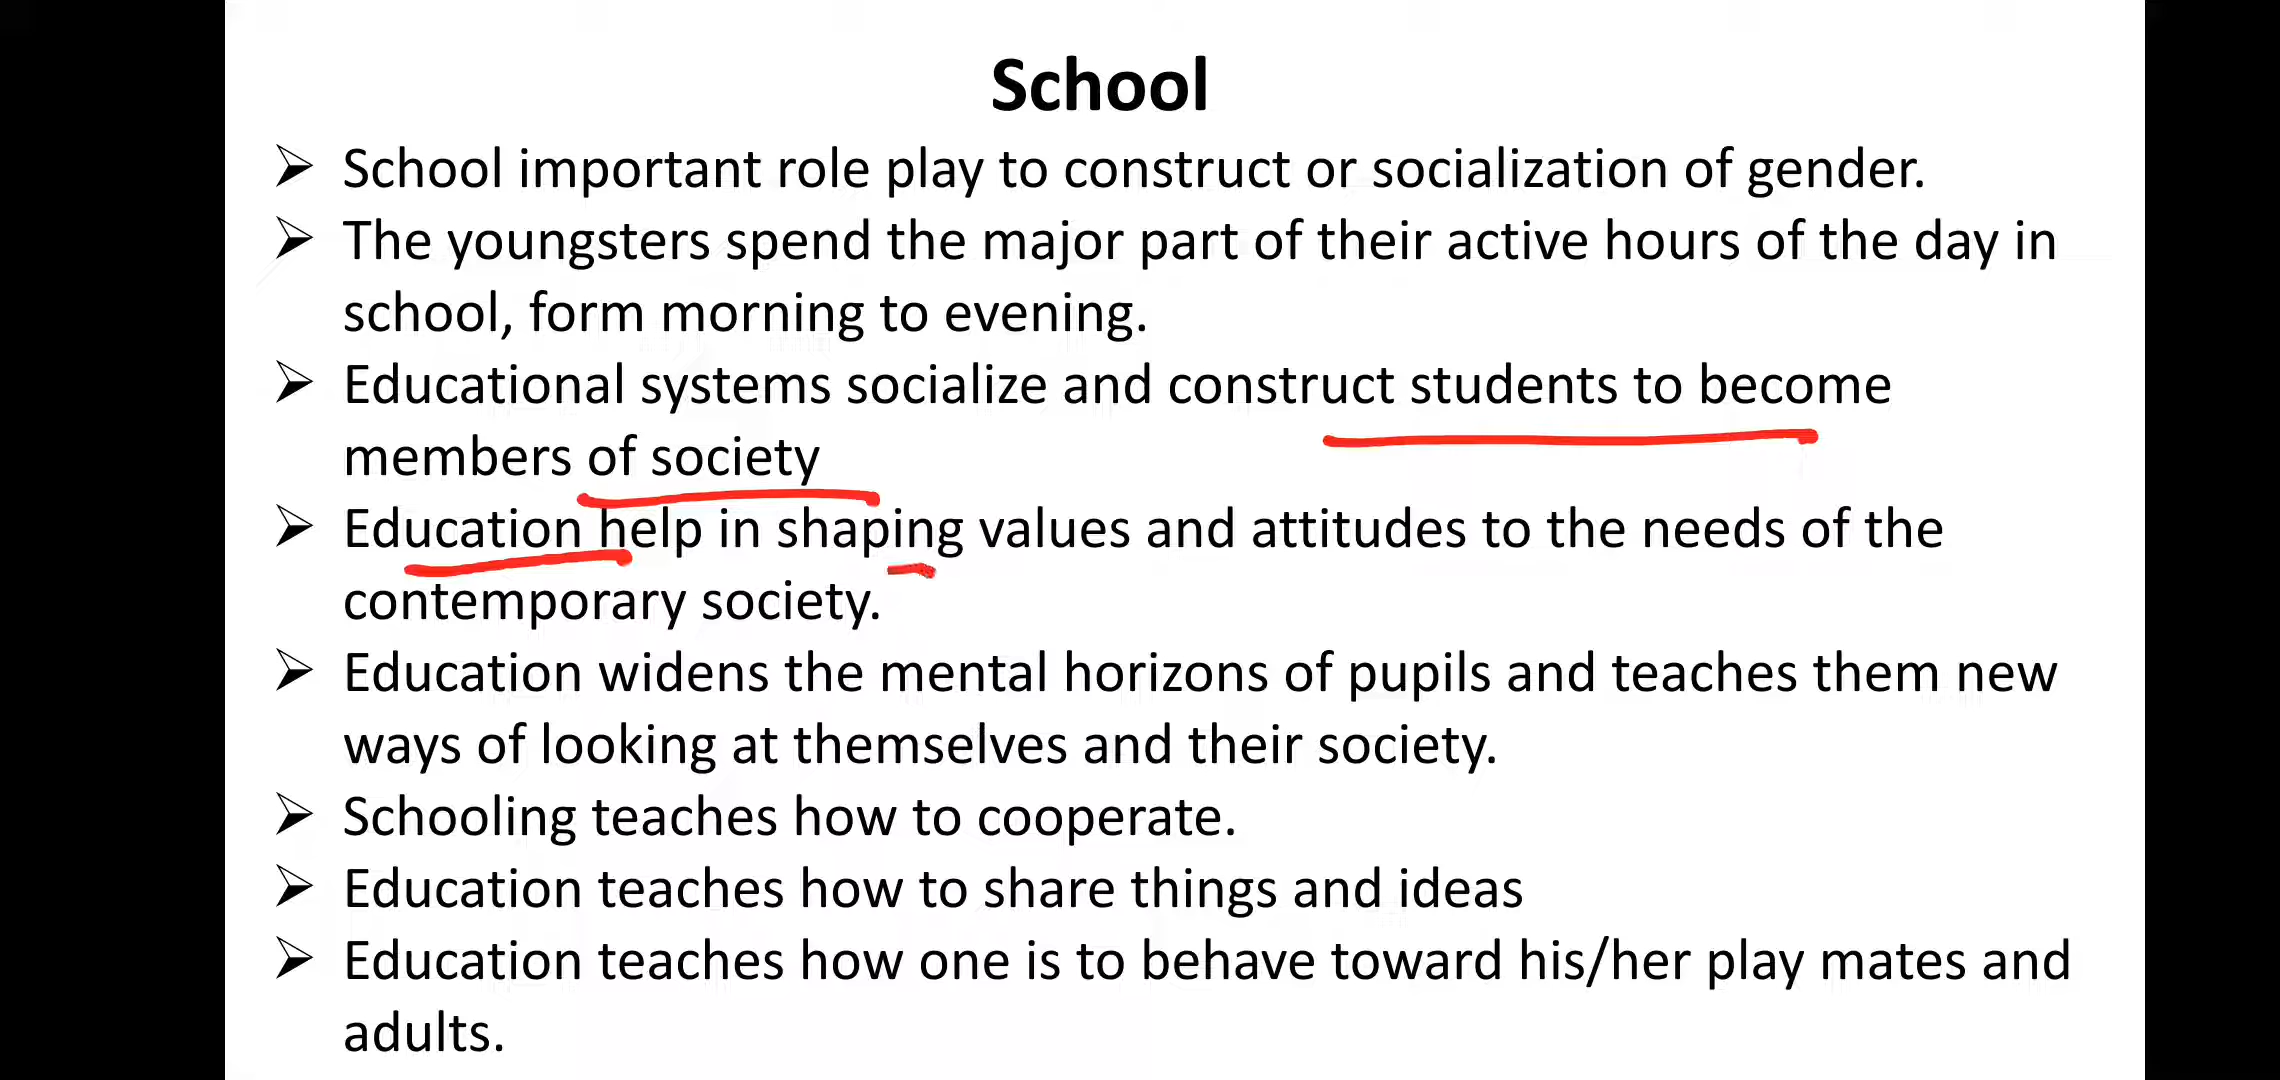 School
➢ School important role play to construct or socialization of gender.
➢ The youngsters spend the major part of their active hours of the day in
school, form morning to evening.
➢ Educational systems socialize and construct students to become
members of society
➢ Education help in shaping values and attitudes to the needs of the
contemporary society.
➢ Education widens the mental horizons of pupils and teaches them new
ways of looking at themselves and their society.
➢ Schooling teaches how to cooperate.
➢ Education teaches how to share things and ideas
➢ Education teaches how one is to behave toward his/her play mates and
adults.